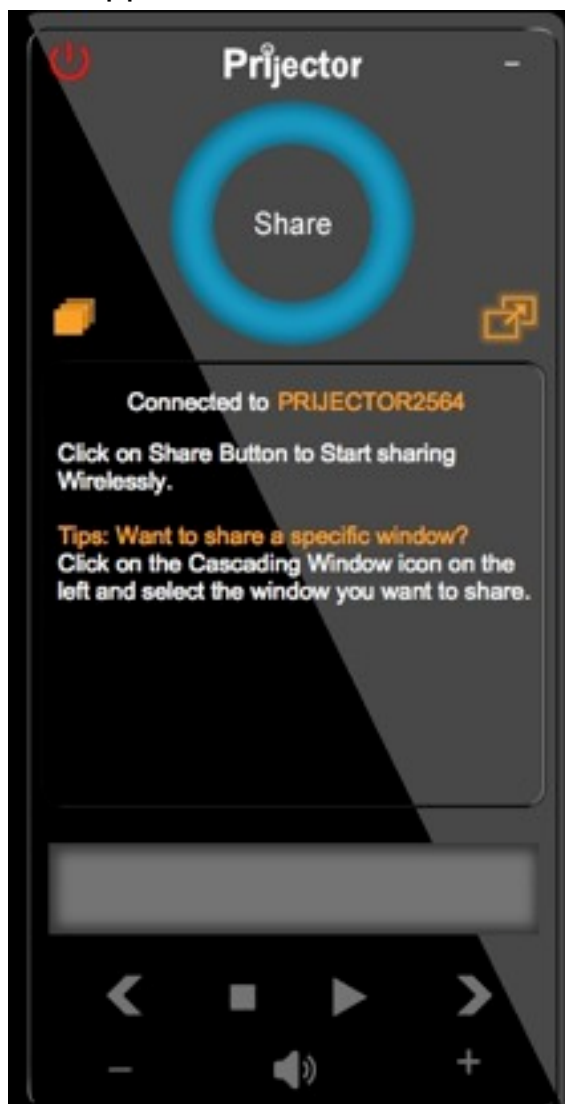 Prijector
-
Share
Connected to PRIJECTOR2564
Click on Share Button to Start sharing
Wirelessly.
Tips: Want to share a specific window?
Click on the Cascading Window icon on the
left and select the window you want to share.
- +